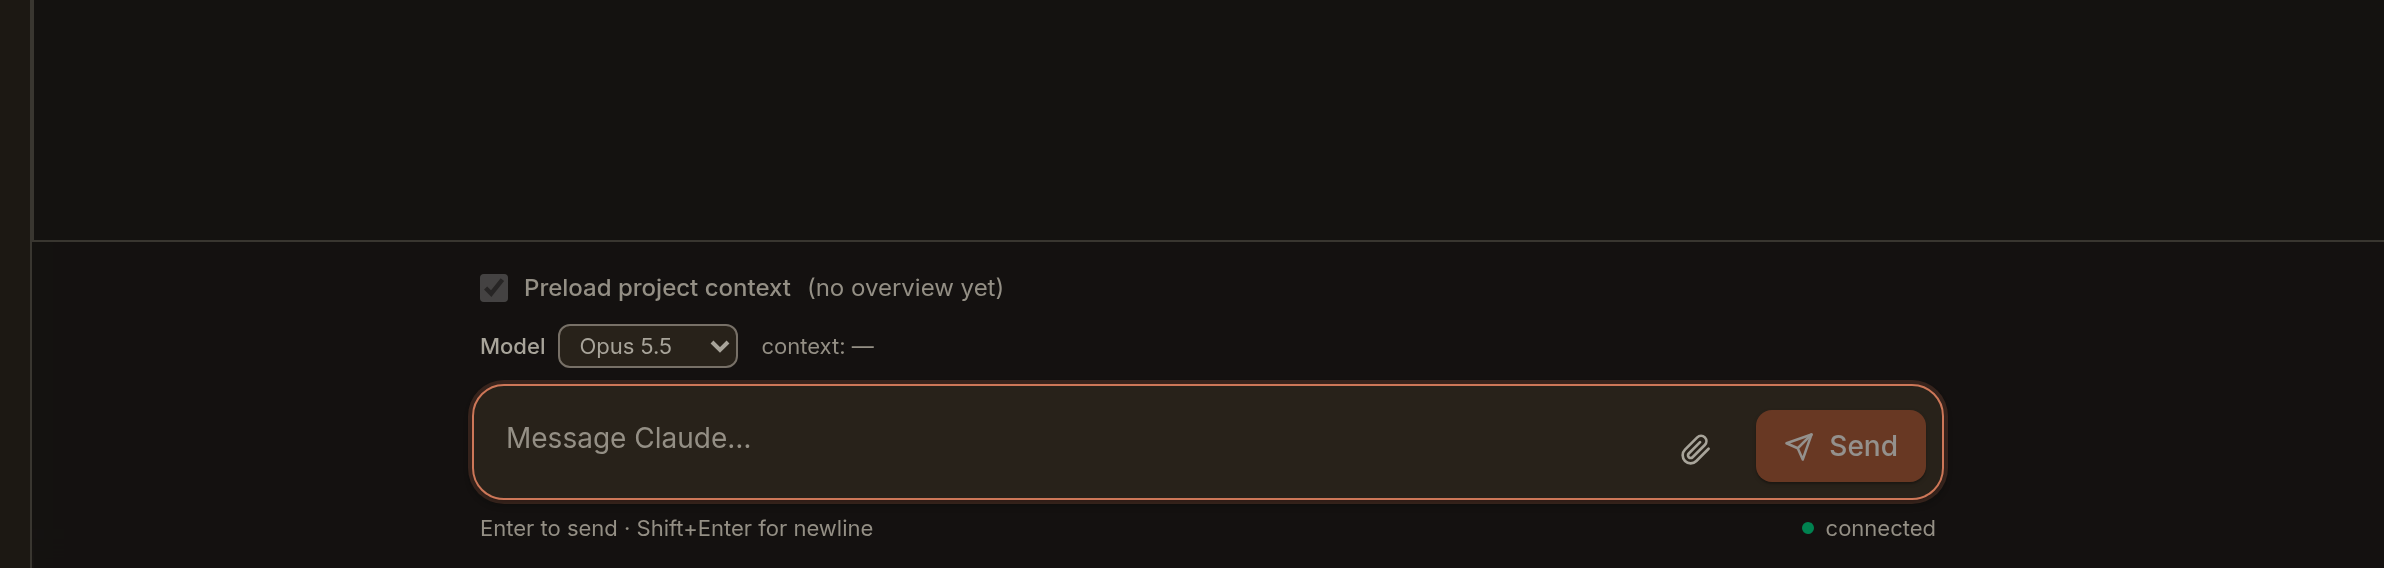 Preload project context (no overview yet)
Model Opus 5.5 context: —
Message Claude...
Send
Enter to send · Shift+Enter for newline
connected